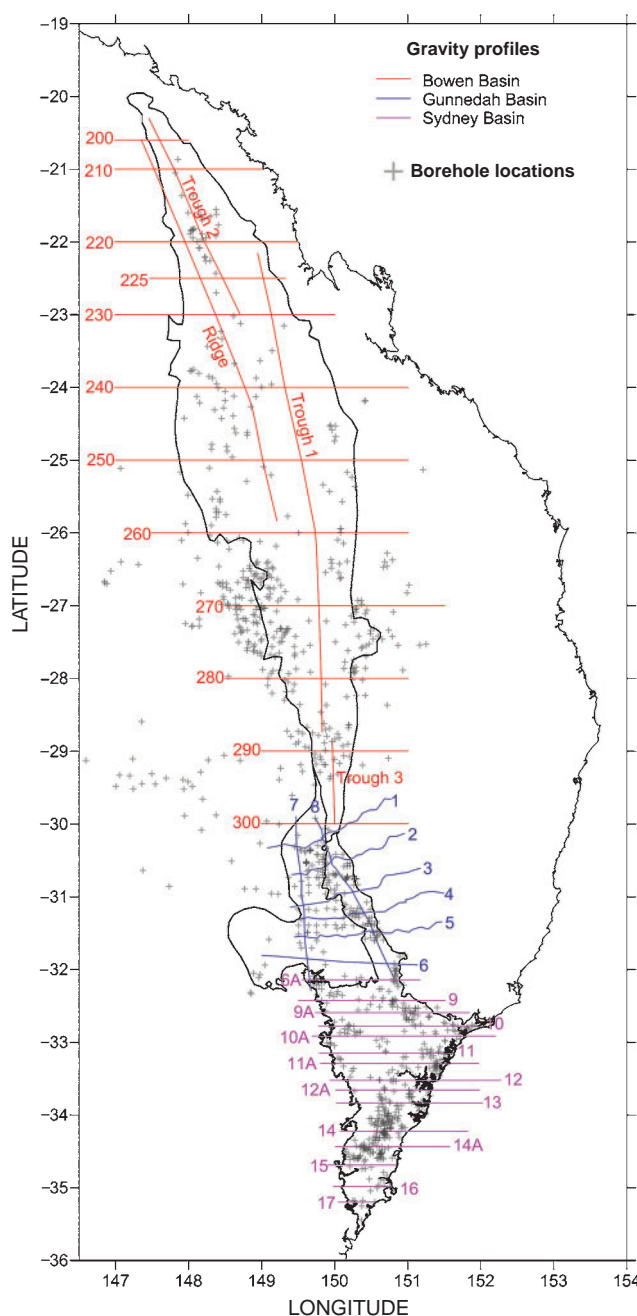 Gravity profiles
Bowen Basin
Gunnedah Basin
Sydney Basin
Borehole locations
LATITUDE
−19
−20
−21
−22
−23
−24
−25
−26
−27
−28
−29
−30
−31
−32
−33
−34
−35
−36
200
210
Trough 2
220
225
230
Ridge
240
Trough 1
250
260
270
280
290
Trough 3
300
7
8
1
2
3
4
5
6
6A
9
9A
10
10A
11
11A
12
12A
13
14
14A
15
16
17
147 148 149 150 151 152 153 154
LONGITUDE